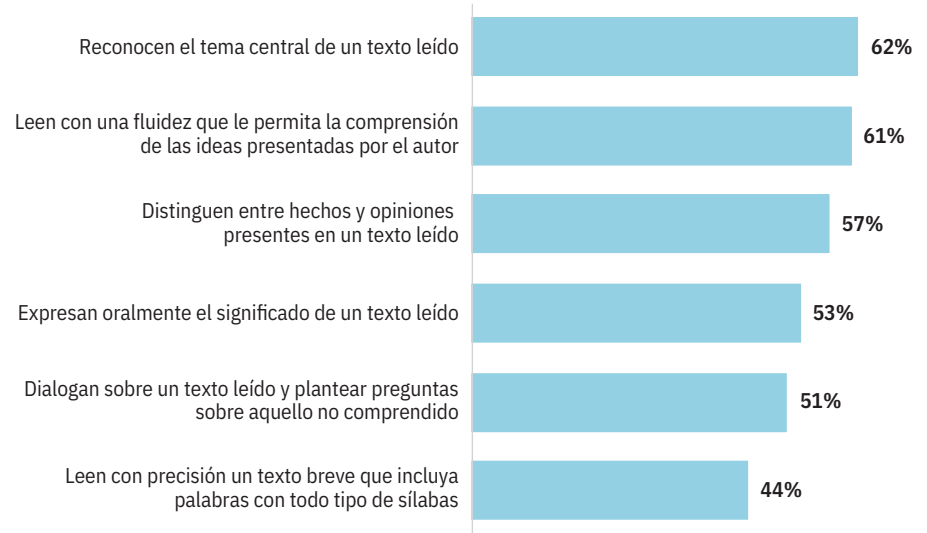 Reconocen el tema central de un texto leído
62%
Leen con una fluidez que le permita la comprensión
de las ideas presentadas por el autor
61%
Distinguen entre hechos y opiniones
presentes en un texto leído
57%
Expresan oralmente el significado de un texto leído
53%
Dialogan sobre un texto leído y plantear preguntas
sobre aquello no comprendido
51%
Leen con precisión un texto breve que incluya
palabras con todo tipo de sílabas
44%